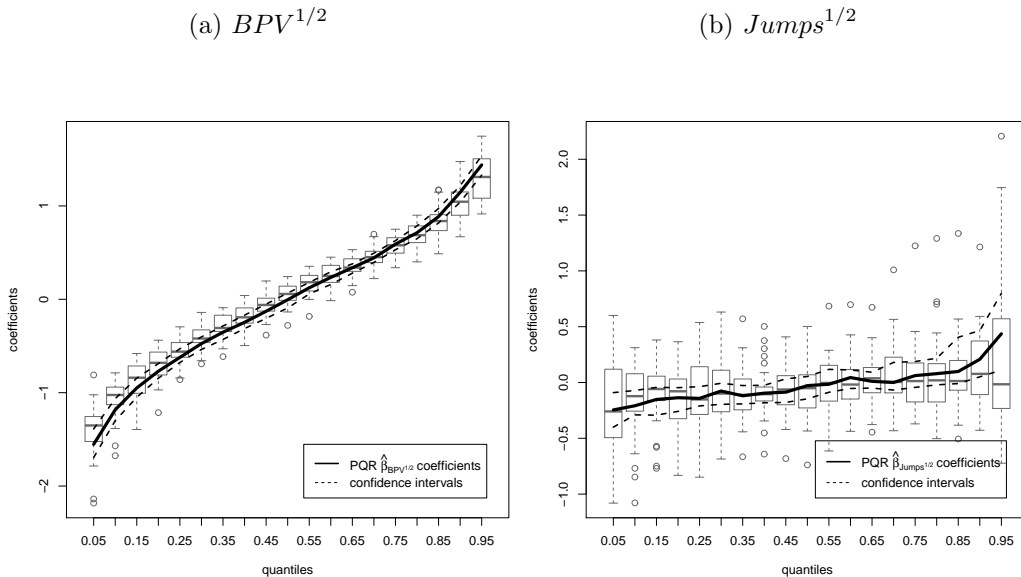 (a) BPV^{1/2}
(b) Jumps^{1/2}
coefficients
1
0
−1
−2
PQR β̂_{BPV^{1/2}} coefficients
confidence intervals
0.05 0.15 0.25 0.35 0.45 0.55 0.65 0.75 0.85 0.95
quantiles
coefficients
2.0
1.5
1.0
0.5
0.0
−0.5
−1.0
PQR β̂_{Jumps^{1/2}} coefficients
confidence intervals
0.05 0.15 0.25 0.35 0.45 0.55 0.65 0.75 0.85 0.95
quantiles